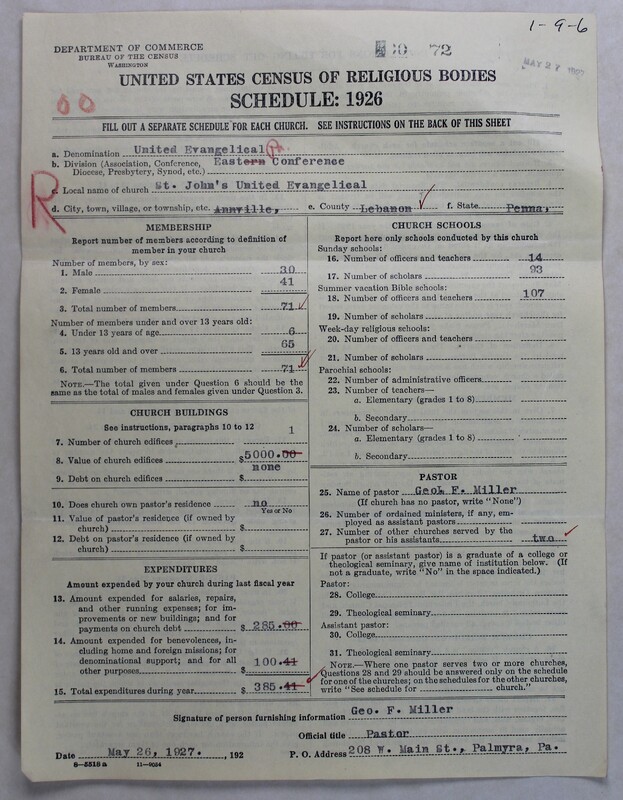 1-9-6
DEPARTMENT OF COMMERCE
BUREAU OF THE CENSUS
WASHINGTON
72
MAY 27 1927
UNITED STATES CENSUS OF RELIGIOUS BODIES
SCHEDULE: 1926
00
FILL OUT A SEPARATE SCHEDULE FOR EACH CHURCH. SEE INSTRUCTIONS ON THE BACK OF THIS SHEET
a. Denomination United Evangelical
b. Division (Association, Conference, Eastern Conference
Diocese, Presbytery, Synod, etc.)
R
c. Local name of church St. John's United Evangelical
d. City, town, village, or township, etc. Annville, e. County Lebanon f. State Penna.
MEMBERSHIP
Report number of members according to definition of
member in your church
Number of members, by sex:
1. Male 30
2. Female 41
3. Total number of members 71
Number of members under and over 13 years old:
4. Under 13 years of age 6
5. 13 years old and over 65
6. Total number of members 71
NOTE.—The total given under Question 6 should be
the same as the total of males and females given under Question 3.
CHURCH BUILDINGS
See instructions, paragraphs 10 to 12
7. Number of church edifices 1
8. Value of church edifices $5000.00
9. Debt on church edifices $ none
10. Does church own pastor's residence? no
Yes or No
11. Value of pastor's residence (if owned by
church) $
12. Debt on pastor's residence (if owned by
church) $
EXPENDITURES
Amount expended by your church during last fiscal year
13. Amount expended for salaries, repairs,
and other running expenses; for im-
provements or new buildings; and for
payments on church debt $ 285.00
14. Amount expended for benevolences, in-
cluding home and foreign missions; for
denominational support; and for all
other purposes $ 100.41
15. Total expenditures during year $ 385.41
CHURCH SCHOOLS
Report here only schools conducted by this church
Sunday schools:
16. Number of officers and teachers 14
17. Number of scholars 93
Summer vacation Bible schools:
18. Number of officers and teachers 107
19. Number of scholars
Week-day religious schools:
20. Number of officers and teachers
21. Number of scholars
Parochial schools:
22. Number of administrative officers
23. Number of teachers—
a. Elementary (grades 1 to 8)
b. Secondary
24. Number of scholars—
a. Elementary (grades 1 to 8)
b. Secondary
PASTOR
25. Name of pastor Geo. F. Miller
(If church has no pastor, write "None")
26. Number of ordained ministers, if any, em-
ployed as assistant pastors
27. Number of other churches served by the
pastor or his assistants two
If pastor (or assistant pastor) is a graduate of a college or
theological seminary, give name of institution below. (If
not a graduate, write "No" in the space indicated.)
Pastor:
28. College
29. Theological seminary
Assistant pastor:
30. College
31. Theological seminary
NOTE.—Where one pastor serves two or more churches,
Questions 28 and 29 should be answered only on the schedule
for one of the churches; on the schedules for the other churches,
write "See schedule for church."
Signature of person furnishing information Geo. F. Miller
Official title Pastor
Date May 26, 1927. , 192
P. O. Address 208 W. Main St., Palmyra, Pa.
8—5518 a 11—9054